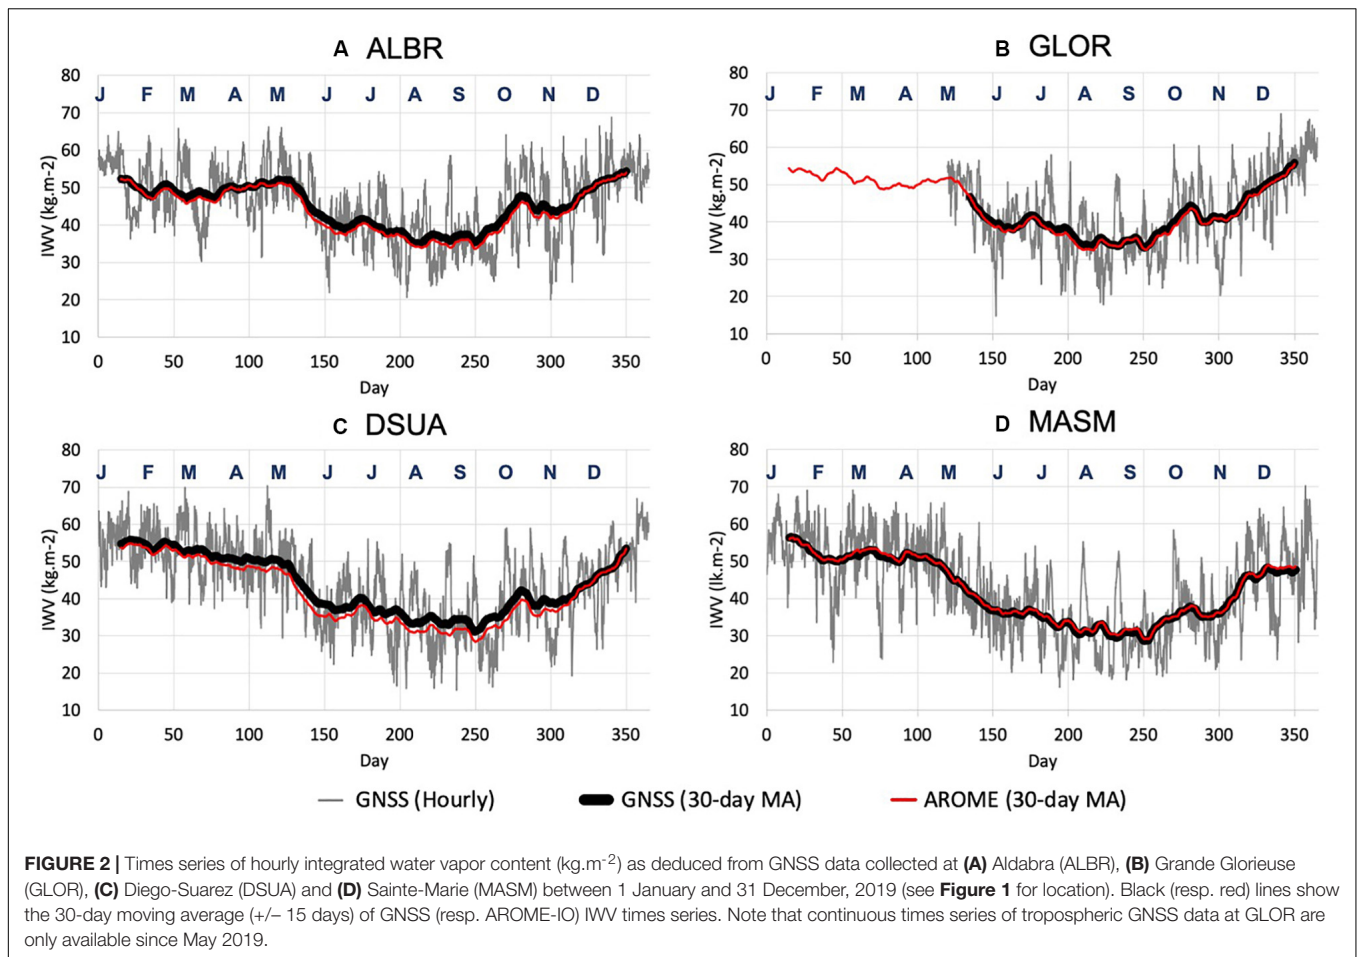 A ALBR
80
70
60
50
40
30
20
10
IWV (kg.m-2)
J F M A M J J A S O N D
0 50 100 150 200 250 300 350
Day
B GLOR
80
70
60
50
40
30
20
10
IVW (kg.m-2)
J F M A M J J A S O N D
0 50 100 150 200 250 300 350
Day
C DSUA
80
70
60
50
40
30
20
10
IWV (kg.m-2)
J F M A M J J A S O N D
0 50 100 150 200 250 300 350
Day
D MASM
80
70
60
50
40
30
20
10
IWV (lk.m-2)
J F M A M J J A S O N D
0 50 100 150 200 250 300 350
Day
GNSS (Hourly) GNSS (30-day MA) AROME (30-day MA)
FIGURE 2 | Times series of hourly integrated water vapor content (kg.m-2) as deduced from GNSS data collected at (A) Aldabra (ALBR), (B) Grande Glorieuse
(GLOR), (C) Diego-Suarez (DSUA) and (D) Sainte-Marie (MASM) between 1 January and 31 December, 2019 (see Figure 1 for location). Black (resp. red) lines show
the 30-day moving average (+/– 15 days) of GNSS (resp. AROME-IO) IWV times series. Note that continuous times series of tropospheric GNSS data at GLOR are
only available since May 2019.